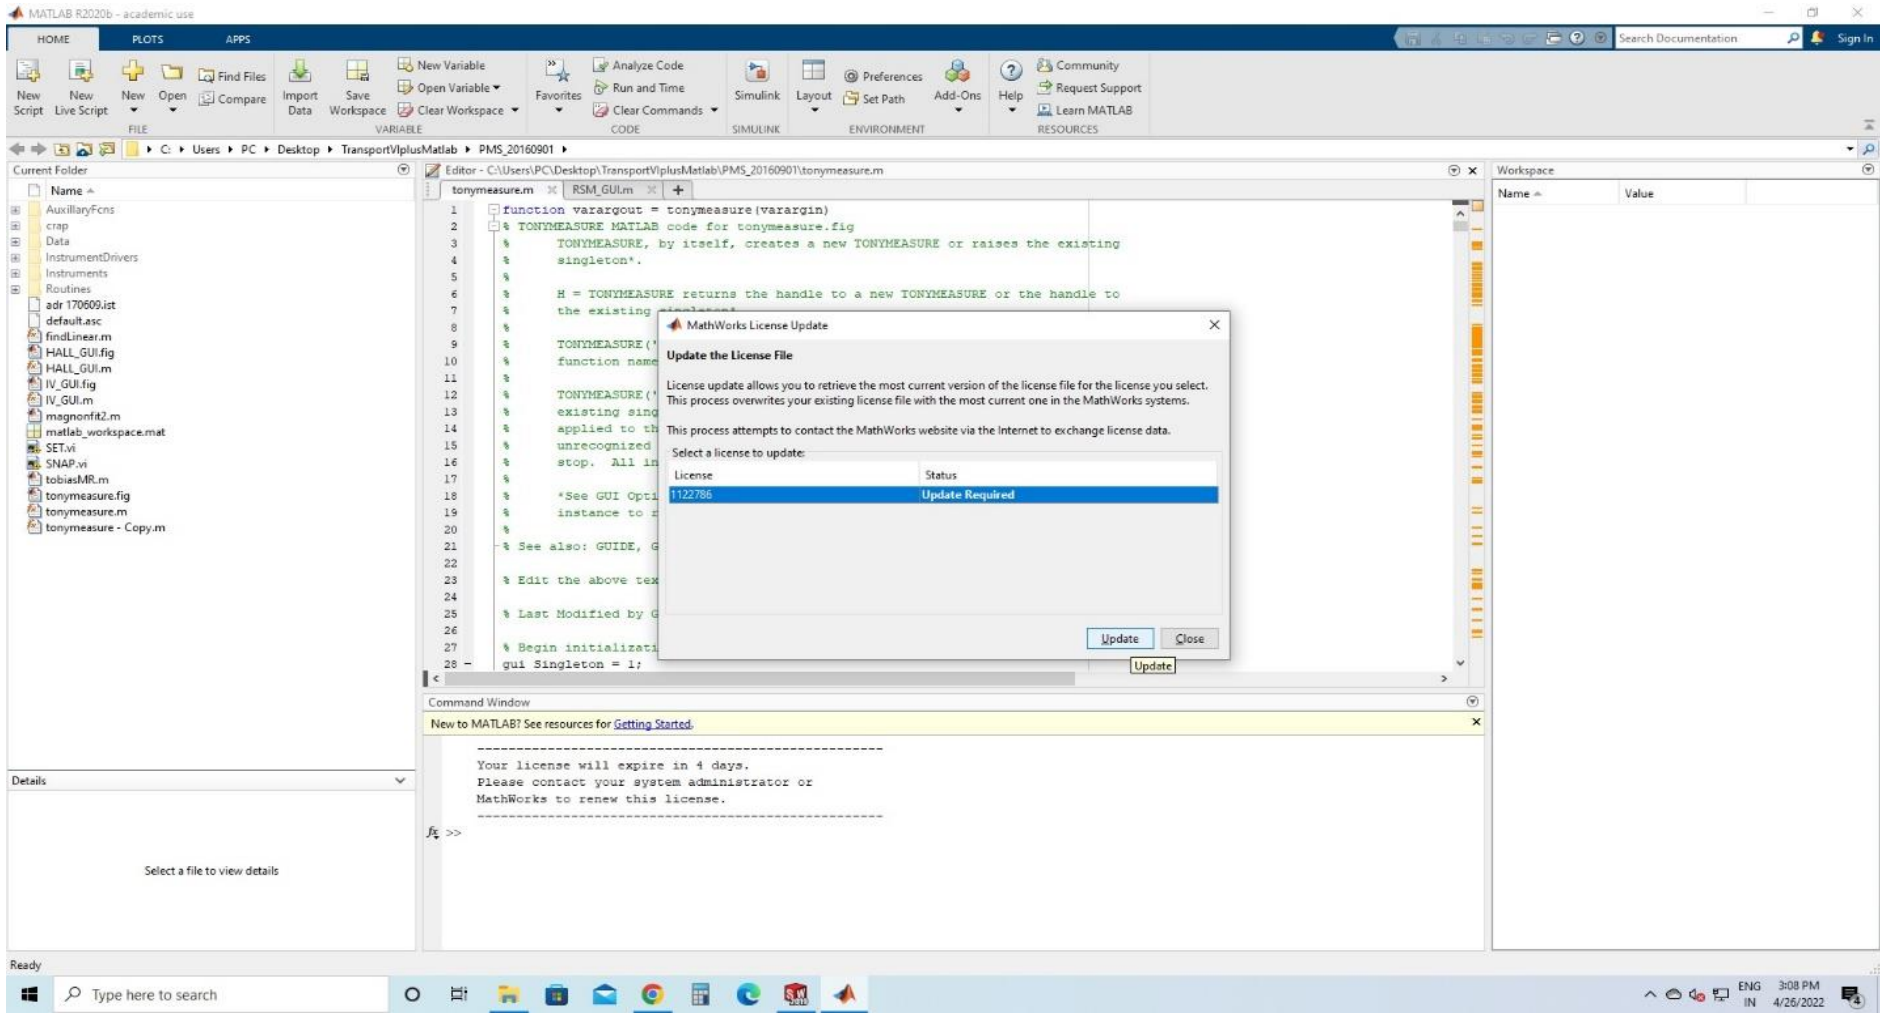 MATLAB R2020b - academic use
HOME PLOTS APPS
Search Documentation
Sign In
New Script
New Live Script
New
Open
Find Files
Compare
FILE
Import Data
Save Workspace
New Variable
Open Variable
Clear Workspace
VARIABLE
Favorites
Analyze Code
Run and Time
Clear Commands
CODE
Simulink
SIMULINK
Layout
Preferences
Set Path
Add-Ons
ENVIRONMENT
Help
Community
Request Support
Learn MATLAB
RESOURCES
C: Users PC Desktop TransportVIplusMatlab PMS_20160901
Current Folder
Name
AuxillaryFcns
crap
Data
InstrumentDrivers
Instruments
Routines
adr 170609.ist
default.asc
findLinear.m
HALL_GUI.fig
HALL_GUI.m
IV_GUI.fig
IV_GUI.m
magnonfit2.m
matlab_workspace.mat
SET.vi
SNAP.vi
tobiasMR.m
tonymeasure.fig
tonymeasure.m
tonymeasure - Copy.m
Details
Select a file to view details
Editor - C:\Users\PC\Desktop\TransportVIplusMatlab\PMS_20160901\tonymeasure.m
tonymeasure.m RSM_GUI.m
1 function varargout = tonymeasure(varargin)
2 % TONYMEASURE MATLAB code for tonymeasure.fig
3 % TONYMEASURE, by itself, creates a new TONYMEASURE or raises the existing
4 % singleton*.
5 %
6 % H = TONYMEASURE returns the handle to a new TONYMEASURE or the handle to
7 % the existing singleton*
8 %
9 % TONYMEASURE('
10 % function name
11 %
12 % TONYMEASURE('
13 % existing sing
14 % applied to th
15 % unrecognized
16 % stop. All in
17 %
18 % *See GUI Opti
19 % instance to r
20 %
21 % See also: GUIDE, G
22
23 % Edit the above tex
24
25 % Last Modified by G
26
27 % Begin initializati
28 - gui Singleton = 1;
MathWorks License Update
Update the License File
License update allows you to retrieve the most current version of the license file for the license you select.
This process overwrites your existing license file with the most current one in the MathWorks systems.
This process attempts to contact the MathWorks website via the Internet to exchange license data.
Select a license to update:
License Status
1122786 Update Required
Update Close
Update
Command Window
New to MATLAB? See resources for Getting Started.
----------------------------------------------------
Your license will expire in 4 days.
Please contact your system administrator or
MathWorks to renew this license.
----------------------------------------------------
fx >>
Workspace
Name Value
Ready
Type here to search
ENG 3:08 PM
IN 4/26/2022
4